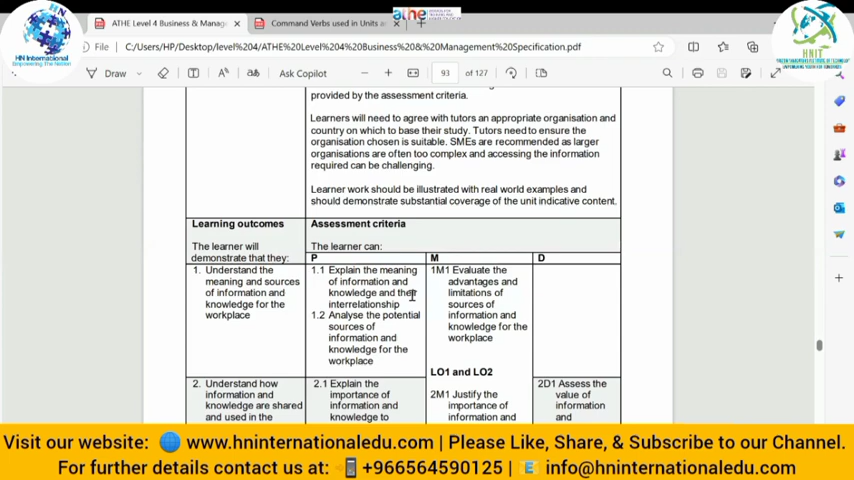 HN International
Empowering The Nation
ATHE Level 4 Business & Manag
Command Verbs used in Units a
athe
HNIT
File
C:/Users/HP/Desktop/level%204/ATHE%20Level%204%20Business%20&%20Management%20Specification.pdf
Draw
Ask Copilot
93 of 127
provided by the assessment criteria.
Learners will need to agree with tutors an appropriate organisation and
country on which to base their study. Tutors need to ensure the
organisation chosen is suitable. SMEs are recommended as larger
organisations are often too complex and accessing the information
required can be challenging.
Learner work should be illustrated with real world examples and
should demonstrate substantial coverage of the unit indicative content.
Learning outcomes
The learner will
demonstrate that they:
Assessment criteria
The learner can:
P
M
D
1. Understand the
meaning and sources
of information and
knowledge for the
workplace
1.1 Explain the meaning
of information and
knowledge and their
interrelationship
1.2 Analyse the potential
sources of
information and
knowledge for the
workplace
1M1 Evaluate the
advantages and
limitations of
sources of
information and
knowledge for the
workplace
LO1 and LO2
2. Understand how
information and
knowledge are shared
and used in the
2.1 Explain the
importance of
information and
knowledge to
2M1 Justify the
importance of
information and
2D1 Assess the
value of
information
and
Visit our website: www.hninternationaledu.com | Please Like, Share, & Subscribe to our Channel.
For further details contact us at: +966564590125 | info@hninternationaledu.com